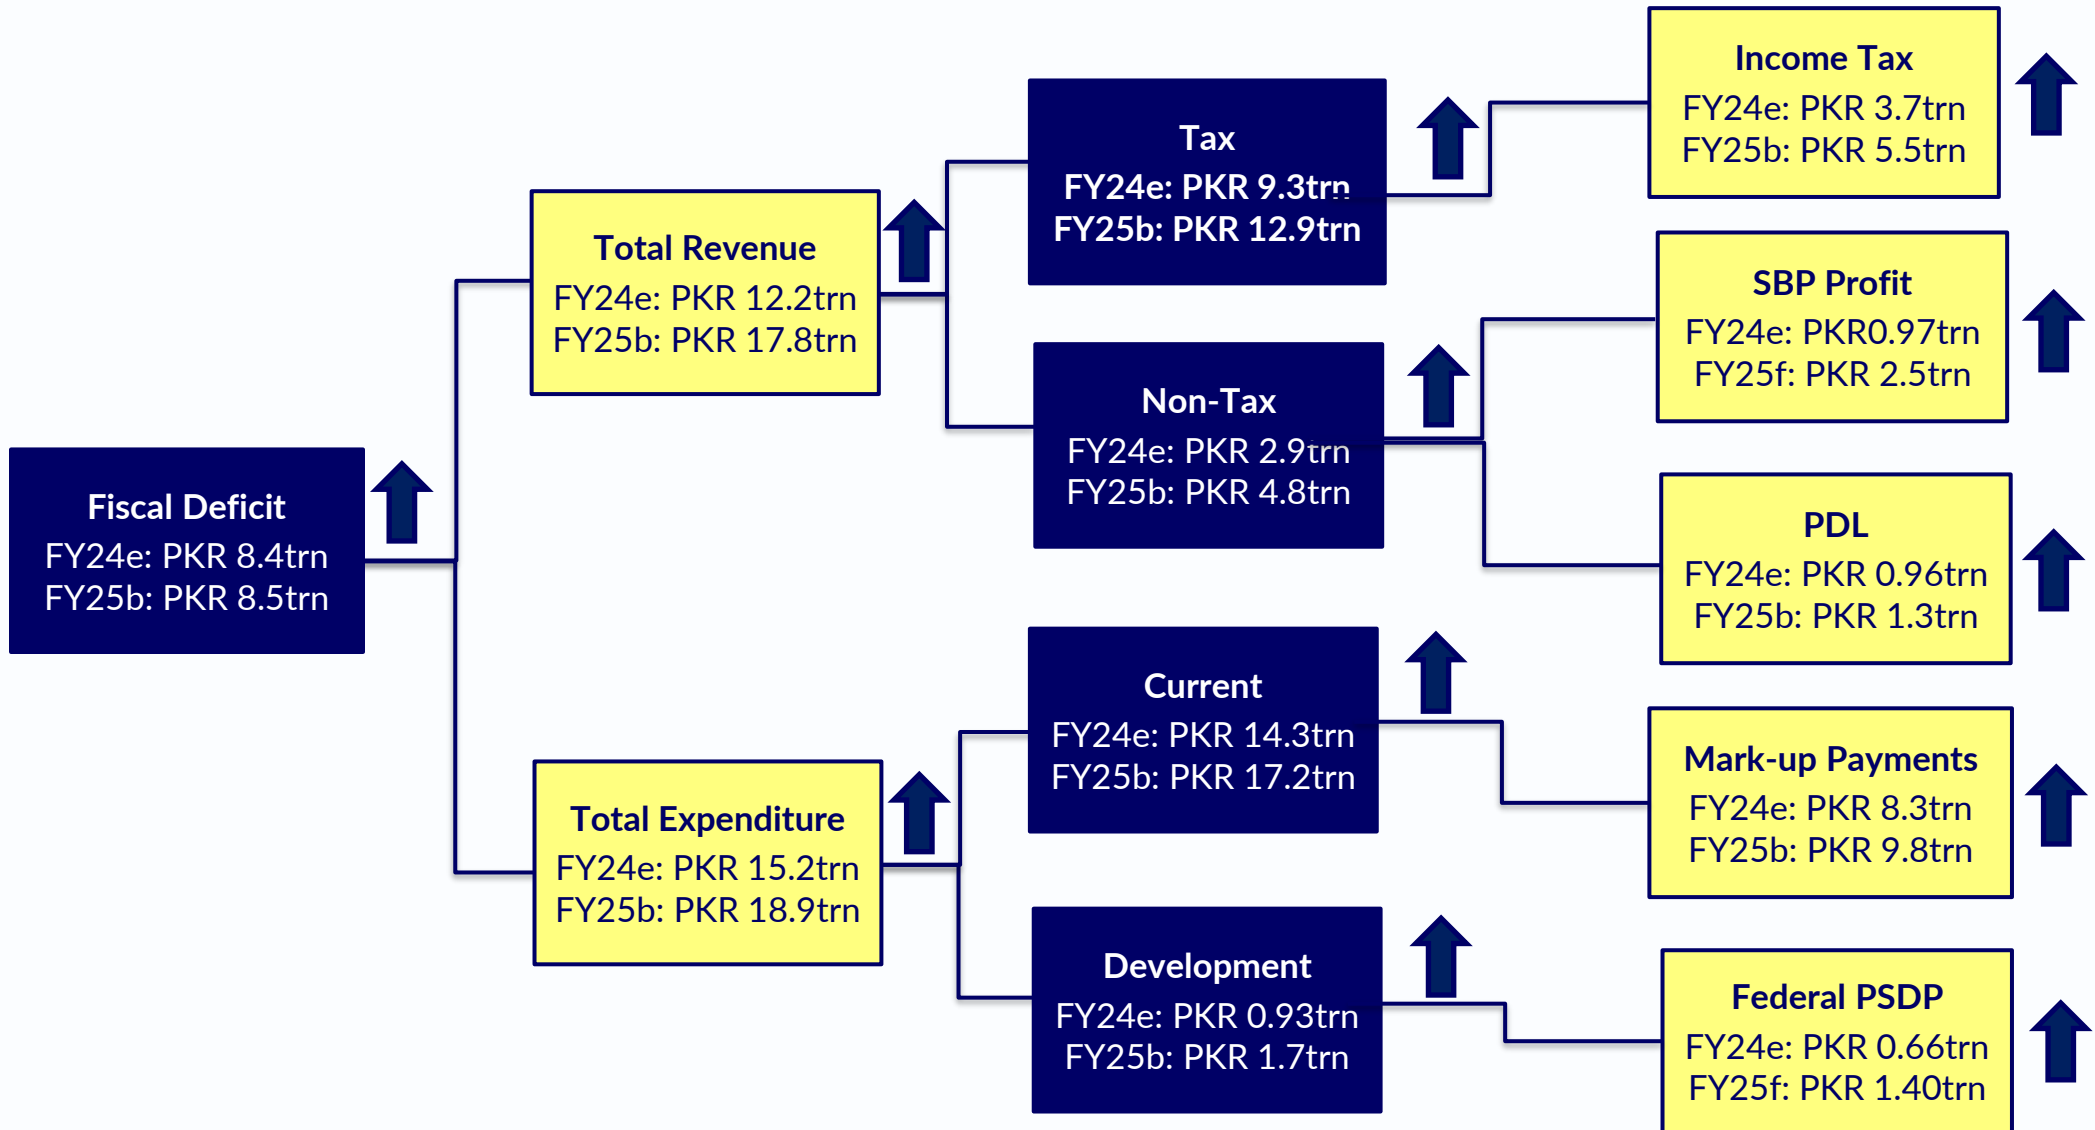 Fiscal Deficit
FY24e: PKR 8.4trn
FY25b: PKR 8.5trn
Total Revenue
FY24e: PKR 12.2trn
FY25b: PKR 17.8trn
Total Expenditure
FY24e: PKR 15.2trn
FY25b: PKR 18.9trn
Tax
FY24e: PKR 9.3trn
FY25b: PKR 12.9trn
Non-Tax
FY24e: PKR 2.9trn
FY25b: PKR 4.8trn
Current
FY24e: PKR 14.3trn
FY25b: PKR 17.2trn
Development
FY24e: PKR 0.93trn
FY25b: PKR 1.7trn
Income Tax
FY24e: PKR 3.7trn
FY25b: PKR 5.5trn
SBP Profit
FY24e: PKR0.97trn
FY25f: PKR 2.5trn
PDL
FY24e: PKR 0.96trn
FY25b: PKR 1.3trn
Mark-up Payments
FY24e: PKR 8.3trn
FY25b: PKR 9.8trn
Federal PSDP
FY24e: PKR 0.66trn
FY25f: PKR 1.40trn